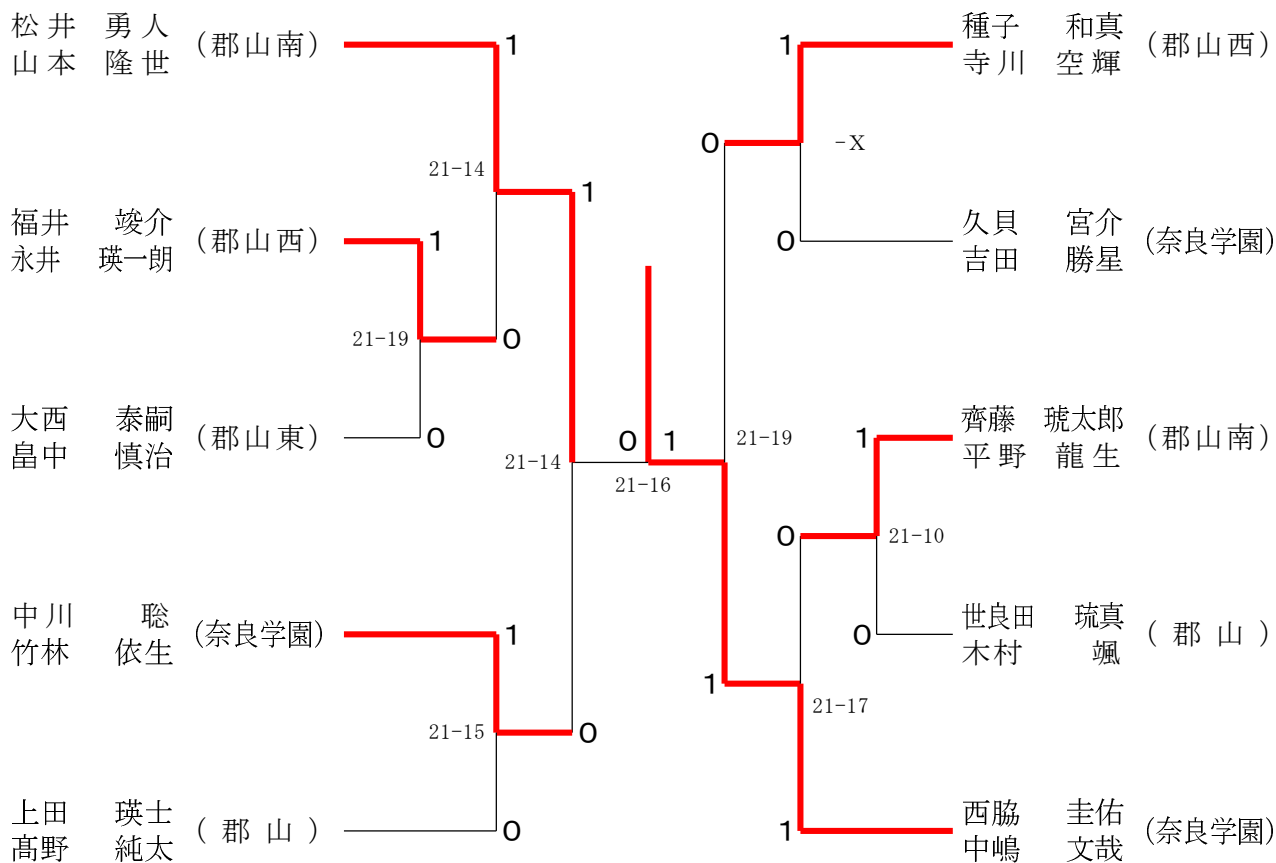 松井 勇人
山本 隆世
(郡山南)
1
21-14
1
福井 竣介
永井 瑛一朗
(郡山西)
1
21-19
0
大西 泰嗣
畠中 慎治
(郡山東)
0
21-14
中川 聡
竹林 依生
(奈良学園)
1
21-15
0
上田 瑛士
髙野 純太
(郡山)
0
0
1
21-16
種子 和真
寺川 空輝
(郡山西)
1
0
-X
久貝 宮介
吉田 勝星
(奈良学園)
0
21-19
齊藤 琥太郎
平野 龍生
(郡山南)
1
0
21-10
世良田 琉真
木村 颯
(郡山)
0
1
21-17
西脇 圭佑
中嶋 文哉
(奈良学園)
1